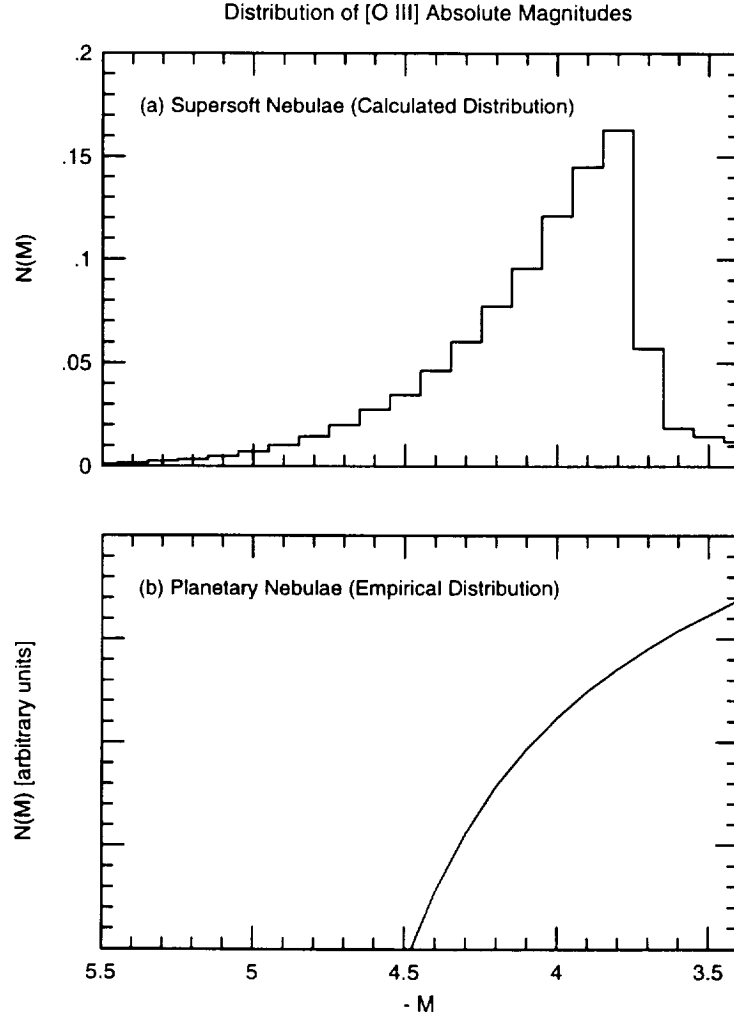 Distribution of [O III] Absolute Magnitudes
(a) Supersoft Nebulae (Calculated Distribution)
N(M)
.2
.15
.1
.05
0
(b) Planetary Nebulae (Empirical Distribution)
N(M) [arbitrary units]
5.5 5 4.5 4 3.5
- M